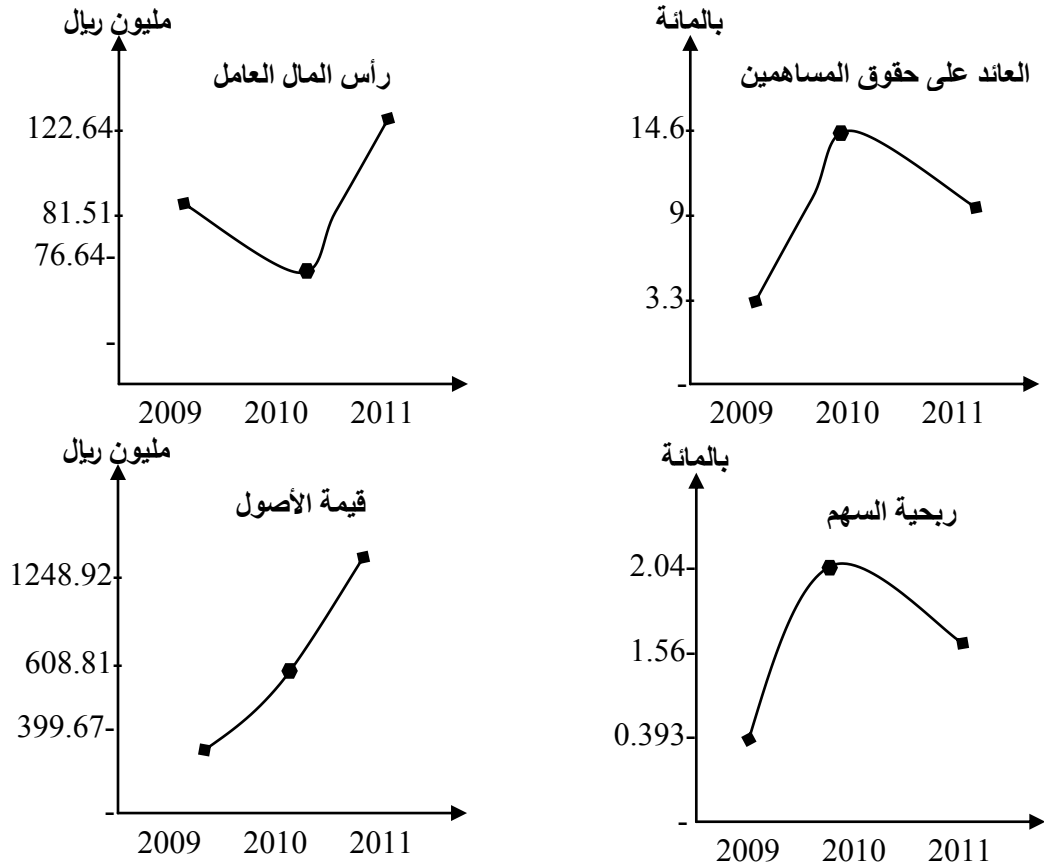 مليون ريال
رأس المال العامل
122.64
81.51
76.64
2009 2010 2011
بالمائة
العائد على حقوق المساهمين
14.6
9
3.3
2009 2010 2011
مليون ريال
قيمة الأصول
1248.92
608.81
399.67
2009 2010 2011
بالمائة
ربحية السهم
2.04
1.56
0.393
2009 2010 2011